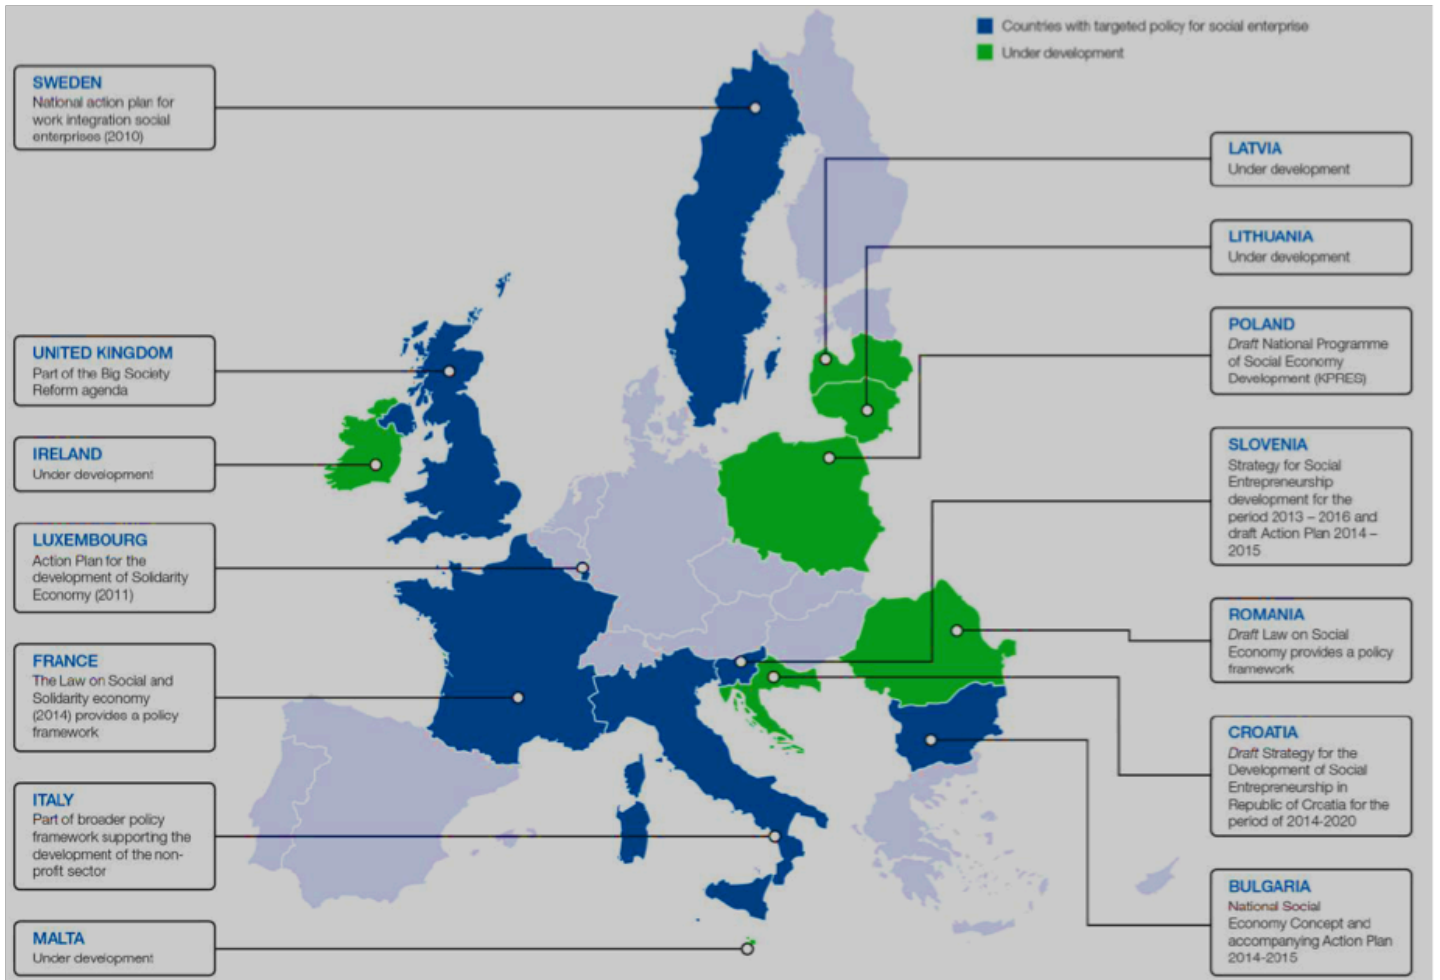 Countries with targeted policy for social enterprise
Under development
SWEDEN
National action plan for
work integration social
enterprises (2010)
UNITED KINGDOM
Part of the Big Society
Reform agenda
IRELAND
Under development
LUXEMBOURG
Action Plan for the
development of Solidarity
Economy (2011)
FRANCE
The Law on Social and
Solidarity economy
(2014) provides a policy
framework
ITALY
Part of broader policy
framework supporting the
development of the non-
profit sector
MALTA
Under development
LATVIA
Under development
LITHUANIA
Under development
POLAND
Draft National Programme
of Social Economy
Development (KPRES)
SLOVENIA
Strategy for Social
Entrepreneurship
development for the
period 2013 – 2016 and
draft Action Plan 2014 –
2015
ROMANIA
Draft Law on Social
Economy provides a policy
framework
CROATIA
Draft Strategy for the
Development of Social
Entrepreneurship in
Republic of Croatia for the
period of 2014-2020
BULGARIA
National Social
Economy Concept and
accompanying Action Plan
2014-2015